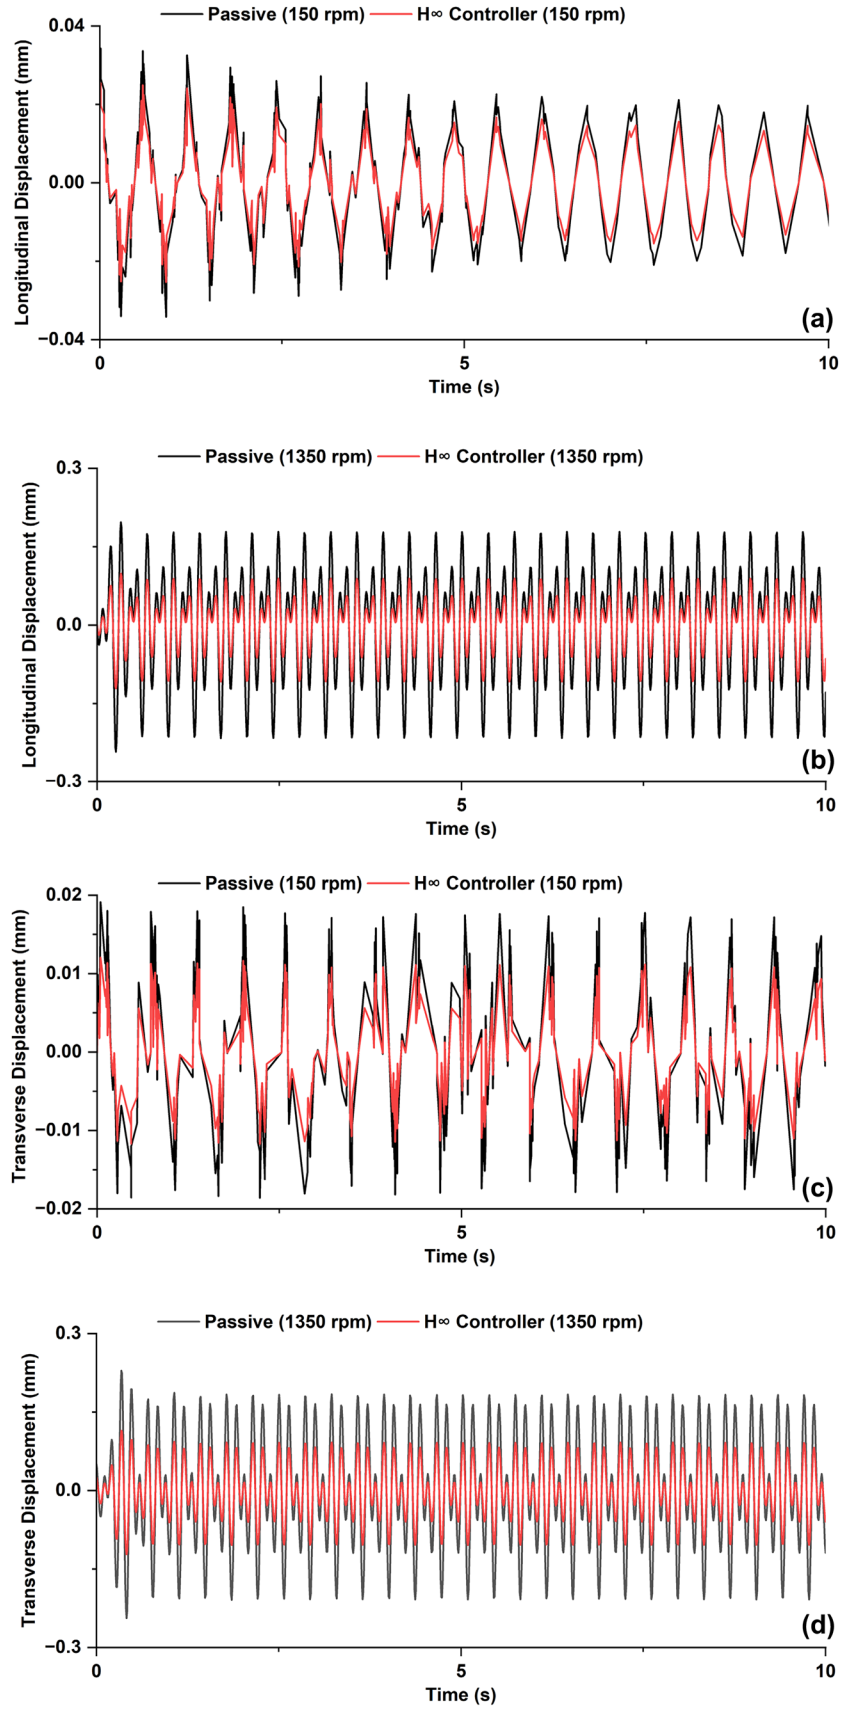 Passive (150 rpm) H∞ Controller (150 rpm)
Longitudinal Displacement (mm)
0.04
0.00
−0.04
(a)
0 5 10
Time (s)
Passive (1350 rpm) H∞ Controller (1350 rpm)
Longitudinal Displacement (mm)
0.3
0.0
−0.3
(b)
0 5 10
Time (s)
Passive (150 rpm) H∞ Controller (150 rpm)
Transverse Displacement (mm)
0.02
0.01
0.00
−0.01
−0.02
(c)
0 5 10
Time (s)
Passive (1350 rpm) H∞ Controller (1350 rpm)
Transverse Displacement (mm)
0.3
0.0
−0.3
(d)
0 5 10
Time (s)